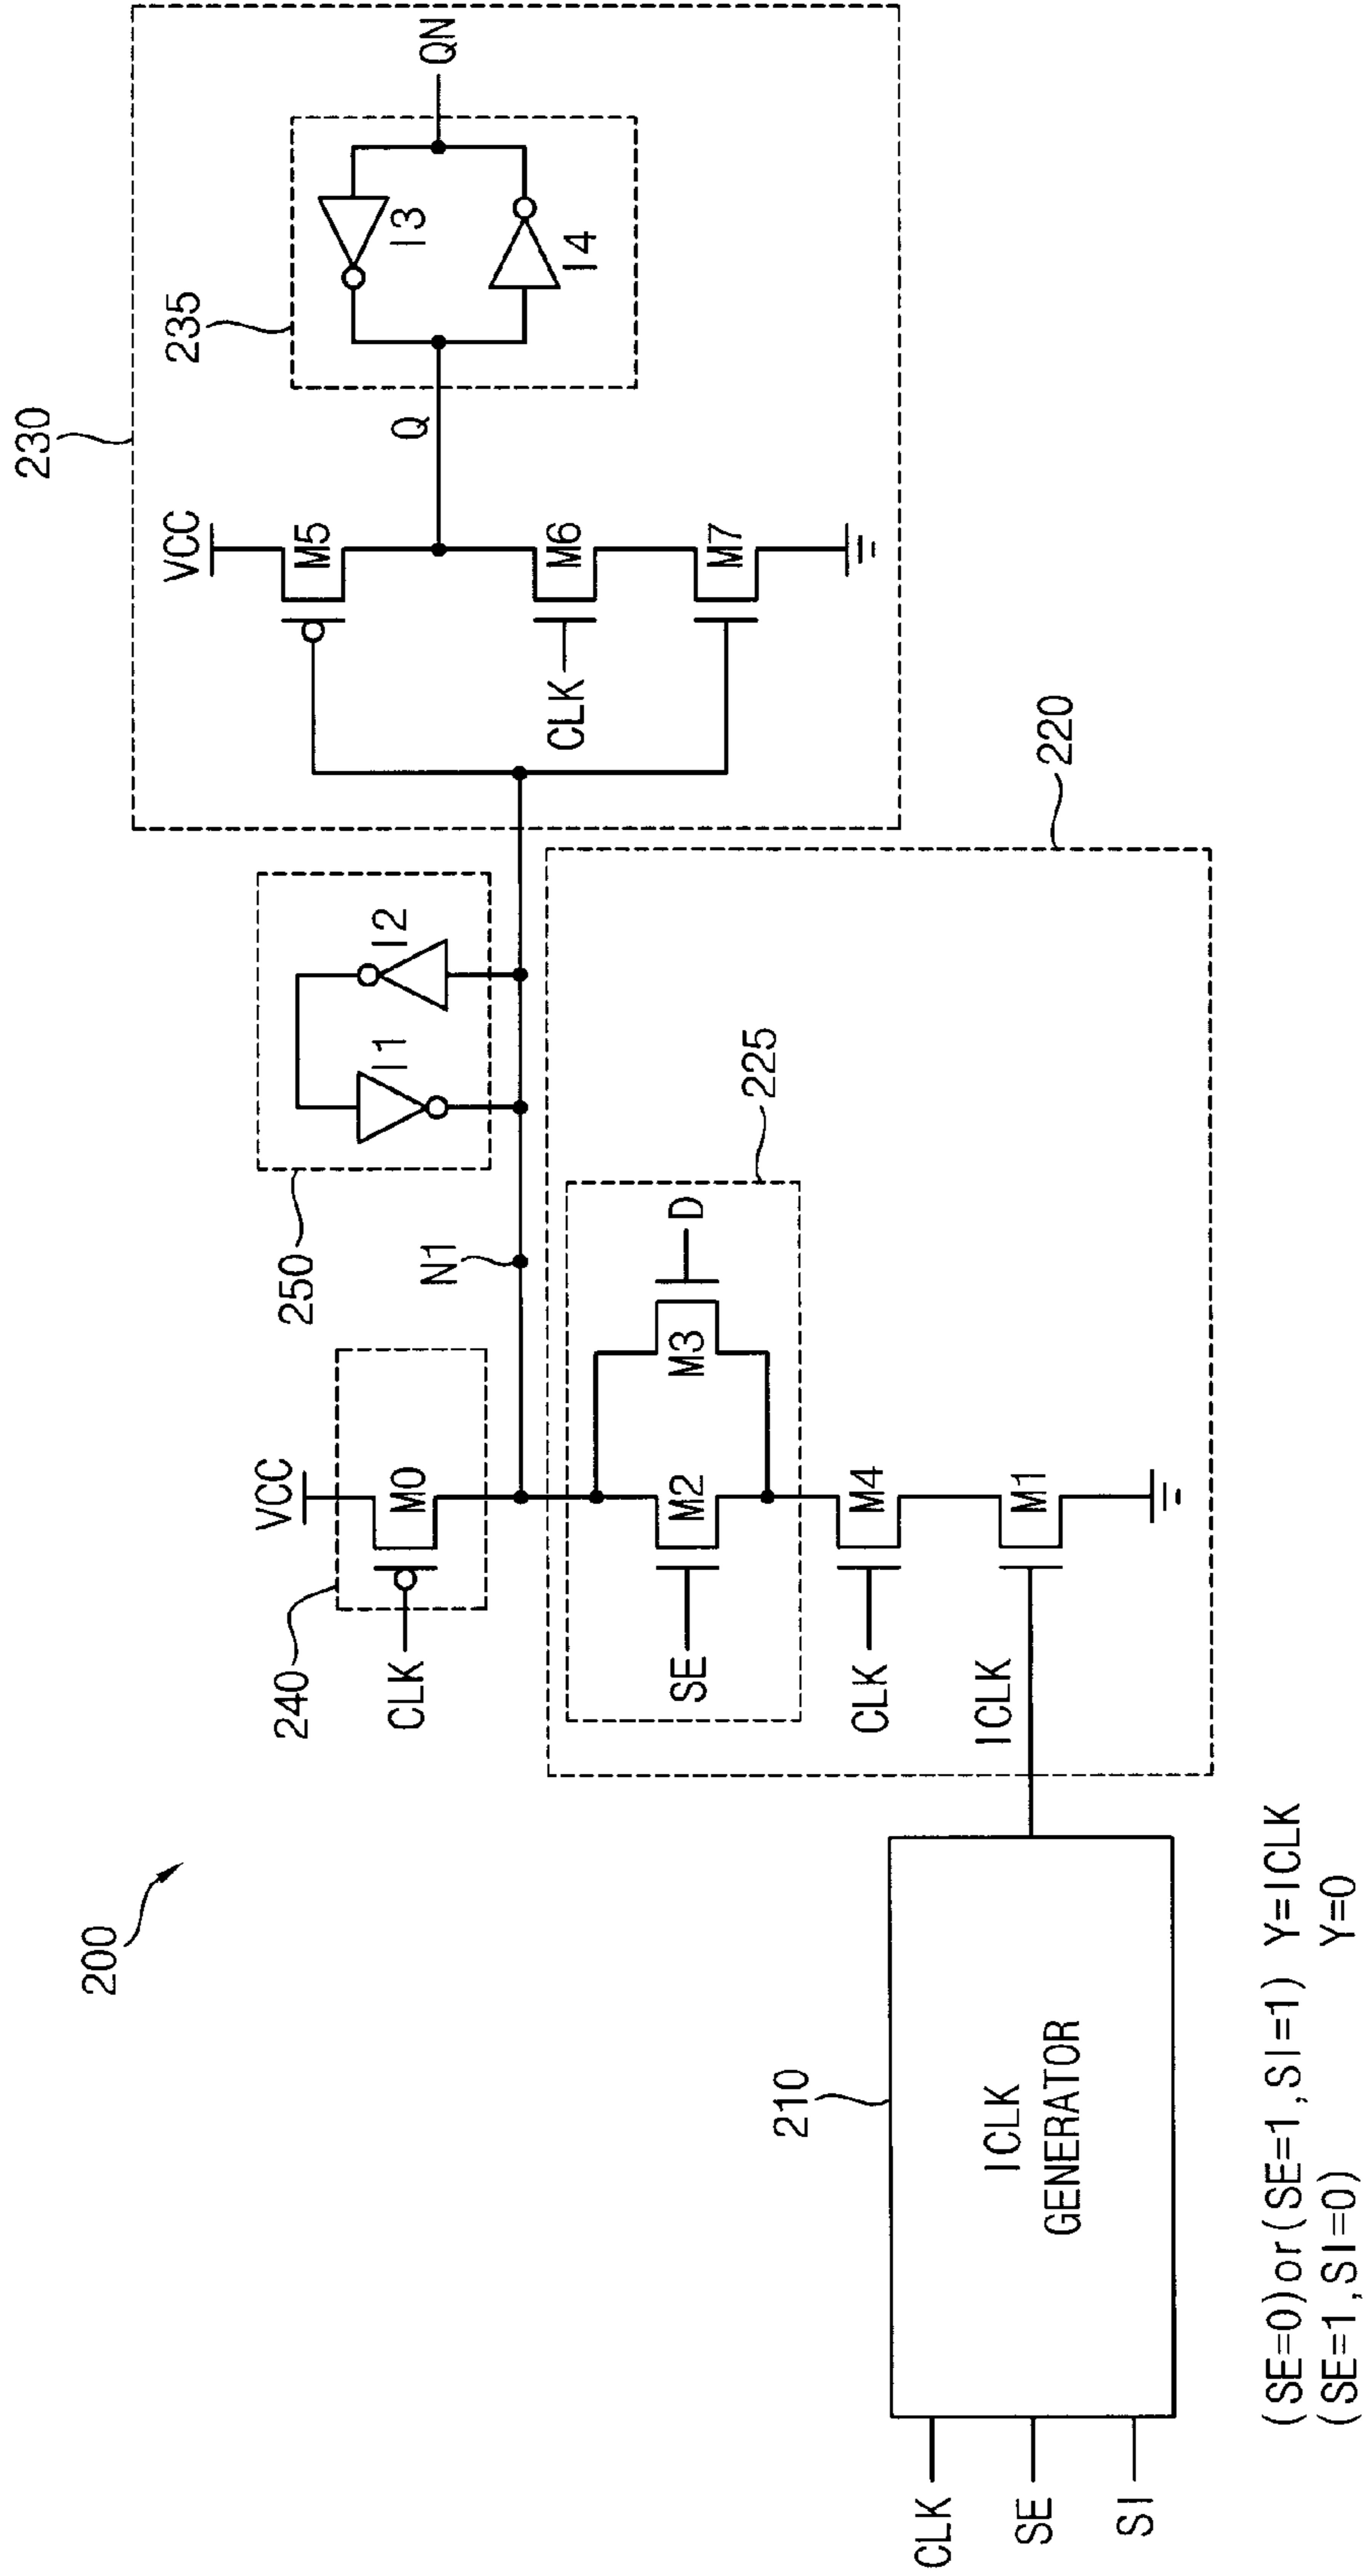 200
230
VCC
235
M5
Q
I3
QN
I4
CLK
M6
M7
VCC
240
M0
CLK
250
I1
I2
N1
225
220
SE
M2
M3
D
CLK
M4
ICLK
M1
210
CLK
SE
SI
ICLK
GENERATOR
(SE=0)or(SE=1,SI=1) Y=ICLK
(SE=1,SI=0) Y=0